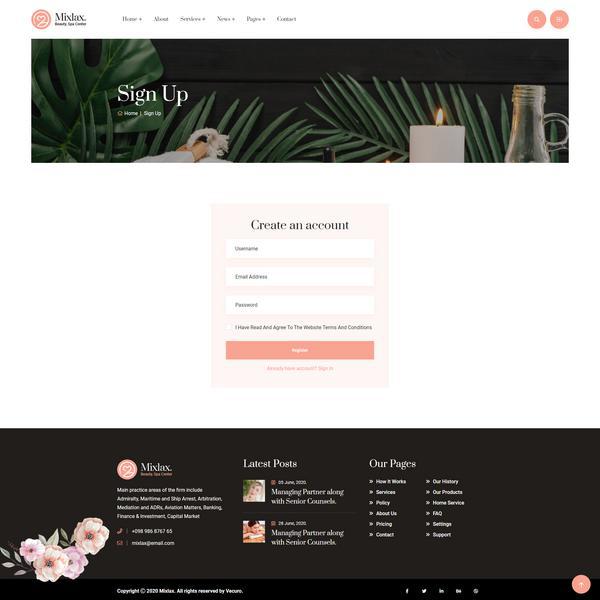 Mixlax.
Beauty, Spa Center
Home +
About
Services +
News +
Pages +
Contact
Sign Up
Home | Sign Up
Create an account
Username
Email Address
Password
I Have Read And Agree To The Website Terms And Conditions
Register
Already have account? Sign in
Mixlax.
Beauty, Spa Center
Main practice areas of the firm include
Admiralty, Maritime and Ship Arrest, Arbitration,
Mediation and ADRs, Aviation Matters, Banking,
Finance & Investment, Capital Market
+098 986 8767 65
mixlax@email.com
Latest Posts
05 June, 2020.
Managing Partner along
with Senior Counsels.
28 June, 2020.
Managing Partner along
with Senior Counsels.
Our Pages
How It Works
Services
Policy
About Us
Pricing
Contact
Our History
Our Products
Home Service
FAQ
Settings
Support
Copyright © 2020 Mixlax. All rights reserved by Vecuro.